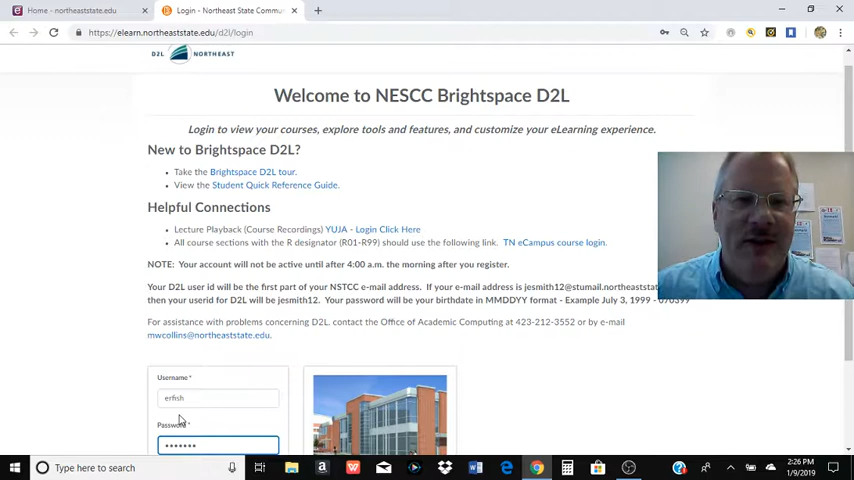 Home - northeaststate.edu
Login - Northeast State Commu
https://elearn.northeaststate.edu/d2l/login
D2L NORTHEAST
Welcome to NESCC Brightspace D2L
Login to view your courses, explore tools and features, and customize your eLearning experience.
New to Brightspace D2L?
• Take the Brightspace D2L tour.
• View the Student Quick Reference Guide.
Helpful Connections
• Lecture Playback (Course Recordings) YUJA - Login Click Here
• All course sections with the R designator (R01-R99) should use the following link. TN eCampus course login.
NOTE: Your account will not be active until after 4:00 a.m. the morning after you register.
Your D2L user id will be the first part of your NSTCC e-mail address. If your e-mail address is jesmith12@stumail.northeaststat
then your userid for D2L will be jesmith12. Your password will be your birthdate in MMDDYY format - Example July 3, 1999 - 070399
For assistance with problems concerning D2L. contact the Office of Academic Computing at 423-212-3552 or by e-mail
mwcollins@northeaststate.edu.
Username *
erfish
Password *
•••••••
Type here to search
2:26 PM
1/9/2019